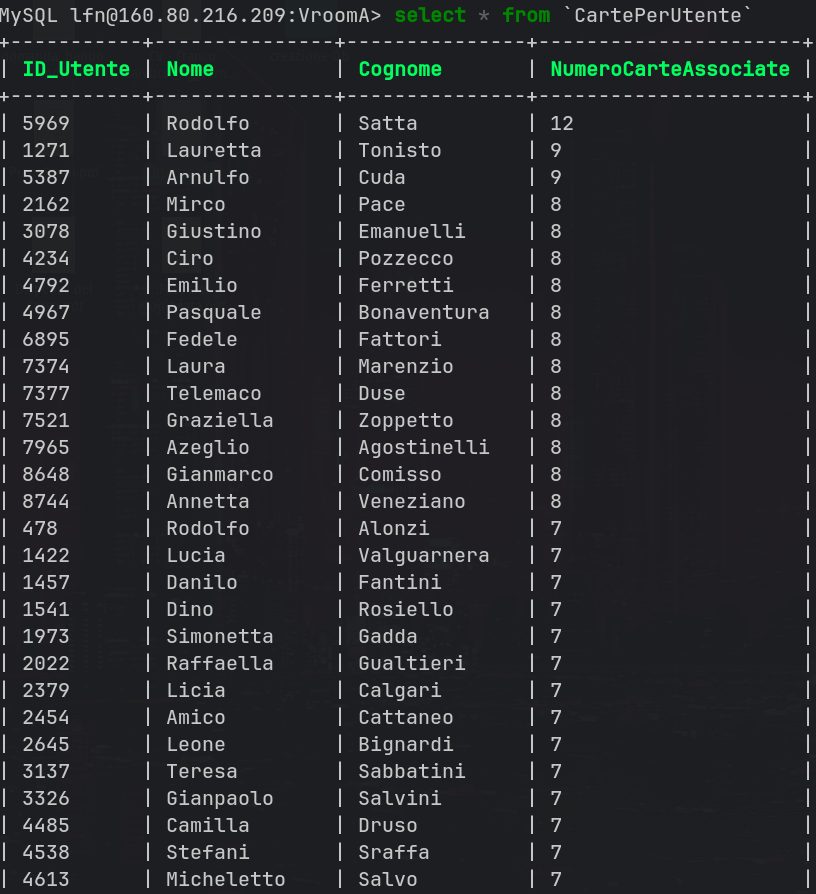 MySQL lfn@160.80.216.209:VroomA> select * from `CartePerUtente`
+-----------+---------------+---------------+----------------------+
| ID_Utente | Nome | Cognome | NumeroCarteAssociate |
+-----------+---------------+---------------+----------------------+
| 5969 | Rodolfo | Satta | 12 |
| 1271 | Lauretta | Tonisto | 9 |
| 5387 | Arnulfo | Cuda | 9 |
| 2162 | Mirco | Pace | 8 |
| 3078 | Giustino | Emanuelli | 8 |
| 4234 | Ciro | Pozzecco | 8 |
| 4792 | Emilio | Ferretti | 8 |
| 4967 | Pasquale | Bonaventura | 8 |
| 6895 | Fedele | Fattori | 8 |
| 7374 | Laura | Marenzio | 8 |
| 7377 | Telemaco | Duse | 8 |
| 7521 | Graziella | Zoppetto | 8 |
| 7965 | Azeglio | Agostinelli | 8 |
| 8648 | Gianmarco | Comisso | 8 |
| 8744 | Annetta | Veneziano | 8 |
| 478 | Rodolfo | Alonzi | 7 |
| 1422 | Lucia | Valguarnera | 7 |
| 1457 | Danilo | Fantini | 7 |
| 1541 | Dino | Rosiello | 7 |
| 1973 | Simonetta | Gadda | 7 |
| 2022 | Raffaella | Gualtieri | 7 |
| 2379 | Licia | Calgari | 7 |
| 2454 | Amico | Cattaneo | 7 |
| 2645 | Leone | Bignardi | 7 |
| 3137 | Teresa | Sabbatini | 7 |
| 3326 | Gianpaolo | Salvini | 7 |
| 4485 | Camilla | Druso | 7 |
| 4538 | Stefani | Sraffa | 7 |
| 4613 | Micheletto | Salvo | 7 |